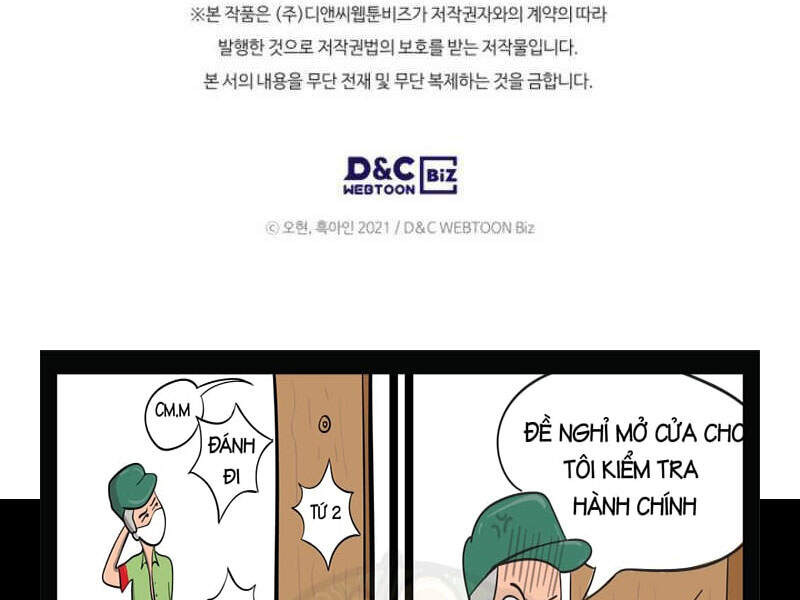 ※본 작품은 (주)디앤씨웹툰비즈가 저작권자와의 계약의 따라
발행한 것으로 저작권법의 보호를 받는 저작물입니다.
본 서의 내용을 무단 전재 및 무단 복제하는 것을 금합니다.
D&C BiZ
WEBTOON
ⓒ 오현, 흑아인 2021 / D&C WEBTOON Biz
CM.M
ĐÁNH
ĐI
TỨ 2
ĐỀ NGHỈ MỞ CỬA CHO
TÔI KIỂM TRA
HÀNH CHÍNH